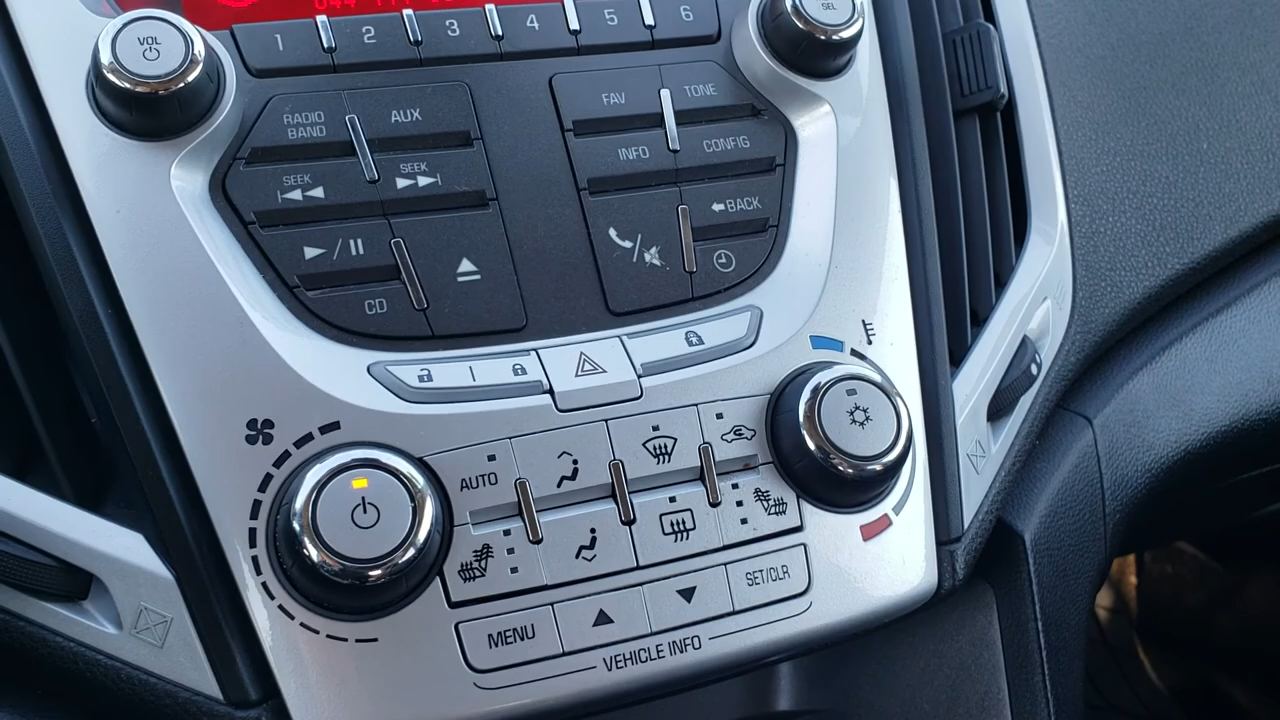 VOL
SEL
1 2 3 4 5 6
RADIO
BAND
AUX
FAV
TONE
SEEK
SEEK
INFO
CONFIG
BACK
CD
AUTO
MENU
SET/CLR
VEHICLE INFO